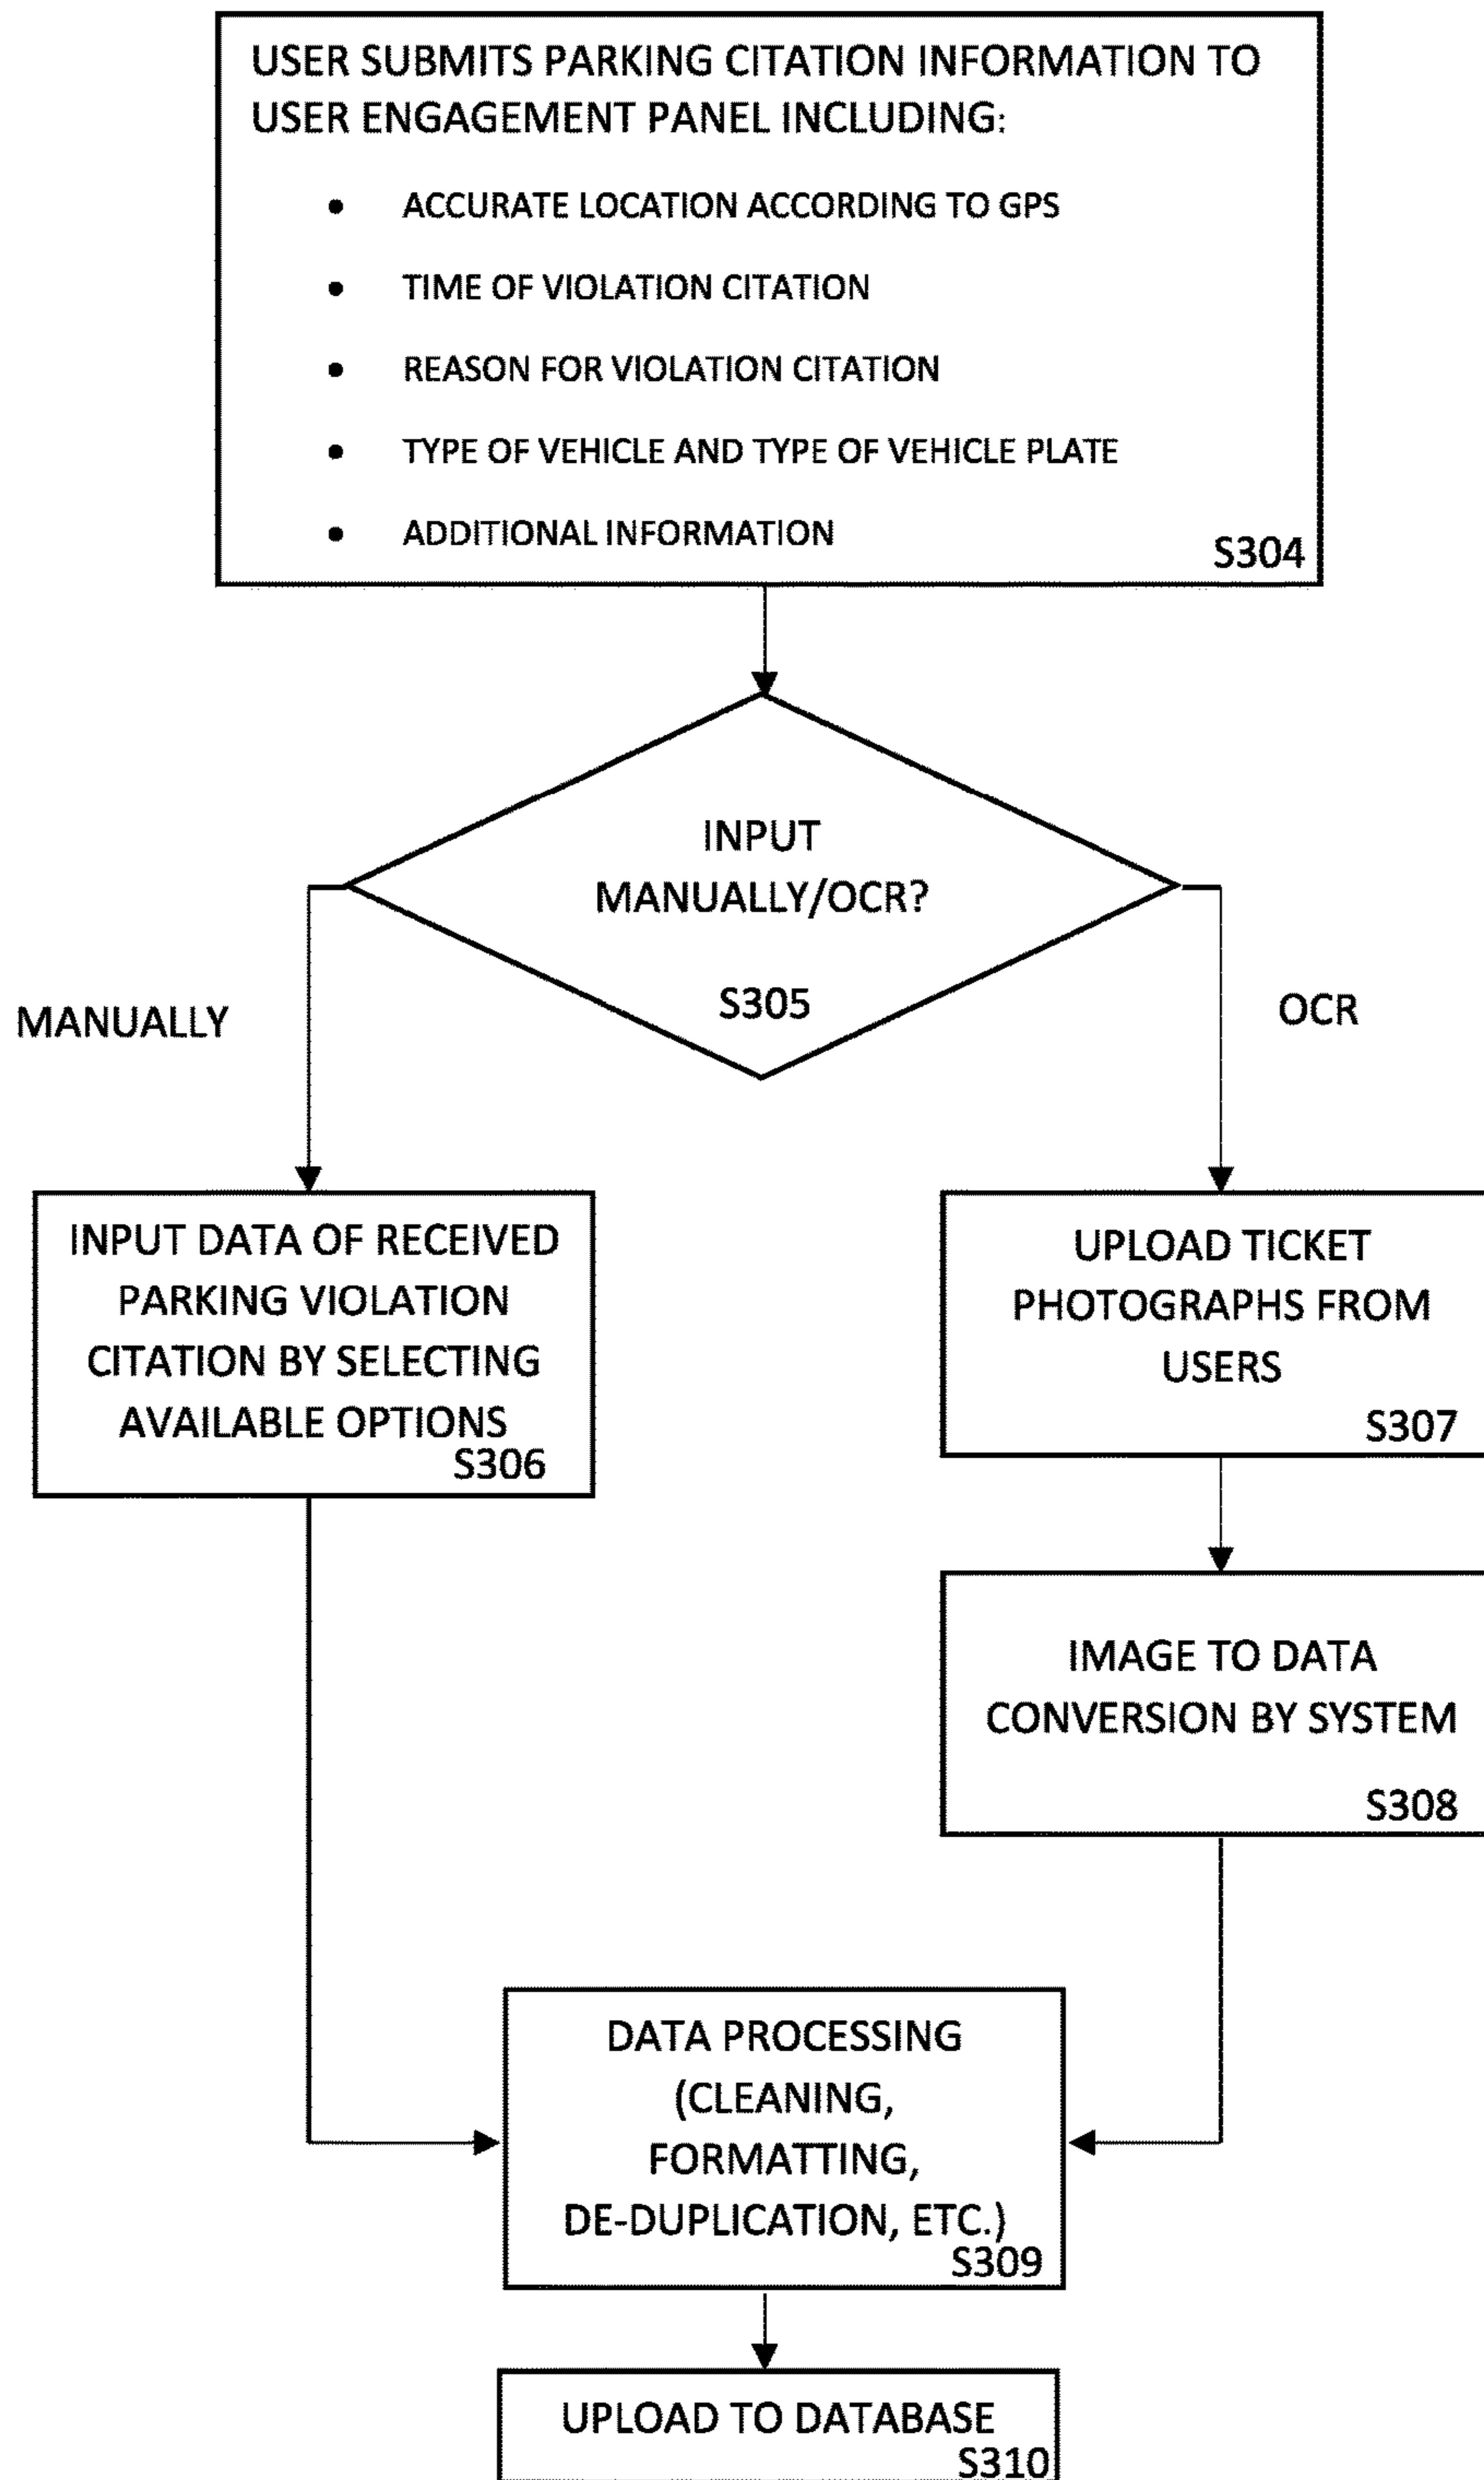 USER SUBMITS PARKING CITATION INFORMATION TO
USER ENGAGEMENT PANEL INCLUDING:
• ACCURATE LOCATION ACCORDING TO GPS
• TIME OF VIOLATION CITATION
• REASON FOR VIOLATION CITATION
• TYPE OF VEHICLE AND TYPE OF VEHICLE PLATE
• ADDITIONAL INFORMATION
S304
INPUT
MANUALLY/OCR?
S305
MANUALLY
OCR
INPUT DATA OF RECEIVED
PARKING VIOLATION
CITATION BY SELECTING
AVAILABLE OPTIONS
S306
UPLOAD TICKET
PHOTOGRAPHS FROM
USERS
S307
IMAGE TO DATA
CONVERSION BY SYSTEM
S308
DATA PROCESSING
(CLEANING,
FORMATTING,
DE-DUPLICATION, ETC.)
S309
UPLOAD TO DATABASE
S310